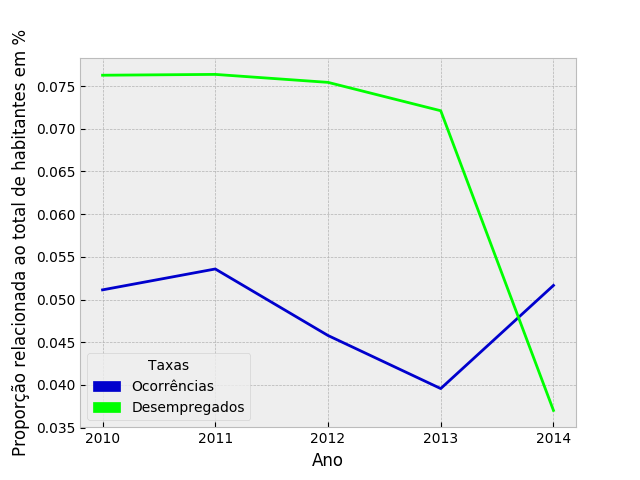 Proporção relacionada ao total de habitantes em %
0.075
0.070
0.065
0.060
0.055
0.050
0.045
0.040
0.035
Taxas
Ocorrências
Desempregados
2010 2011 2012 2013 2014
Ano